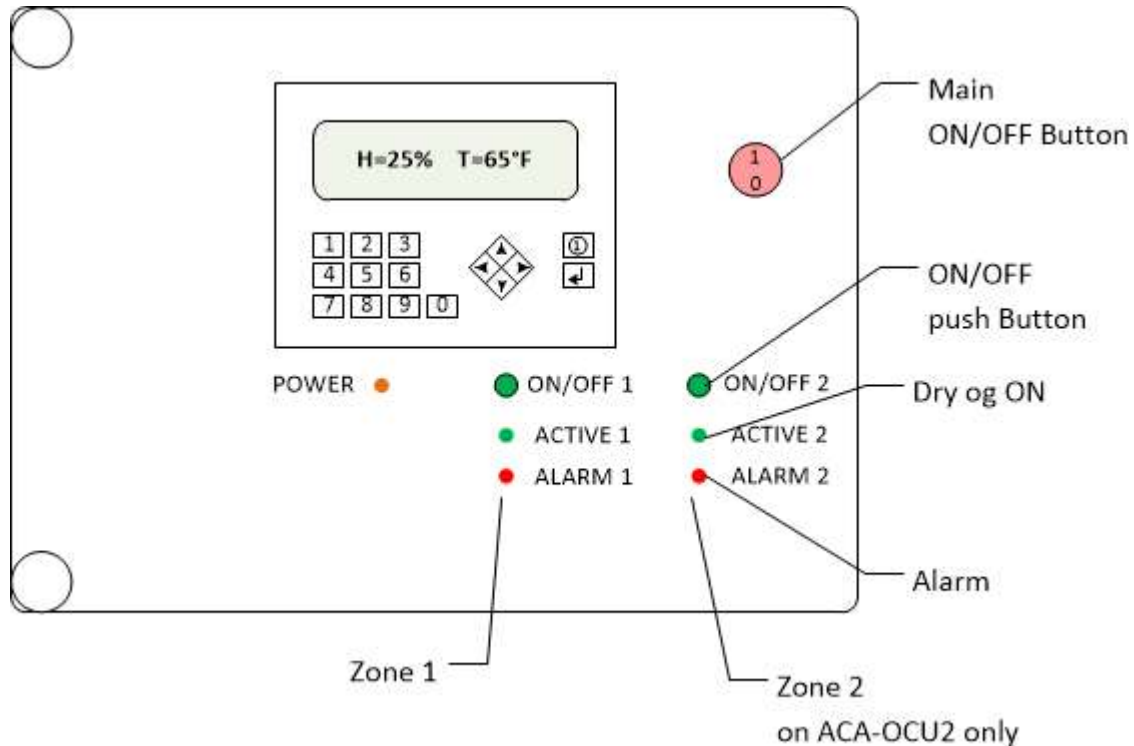 Main
ON/OFF Button
H=25% T=65°F
1
0
1 2 3
4 5 6
7 8 9 0
1
ON/OFF
push Button
POWER
ON/OFF 1
ON/OFF 2
Dry og ON
ACTIVE 1
ACTIVE 2
ALARM 1
ALARM 2
Alarm
Zone 1
Zone 2
on ACA-OCU2 only